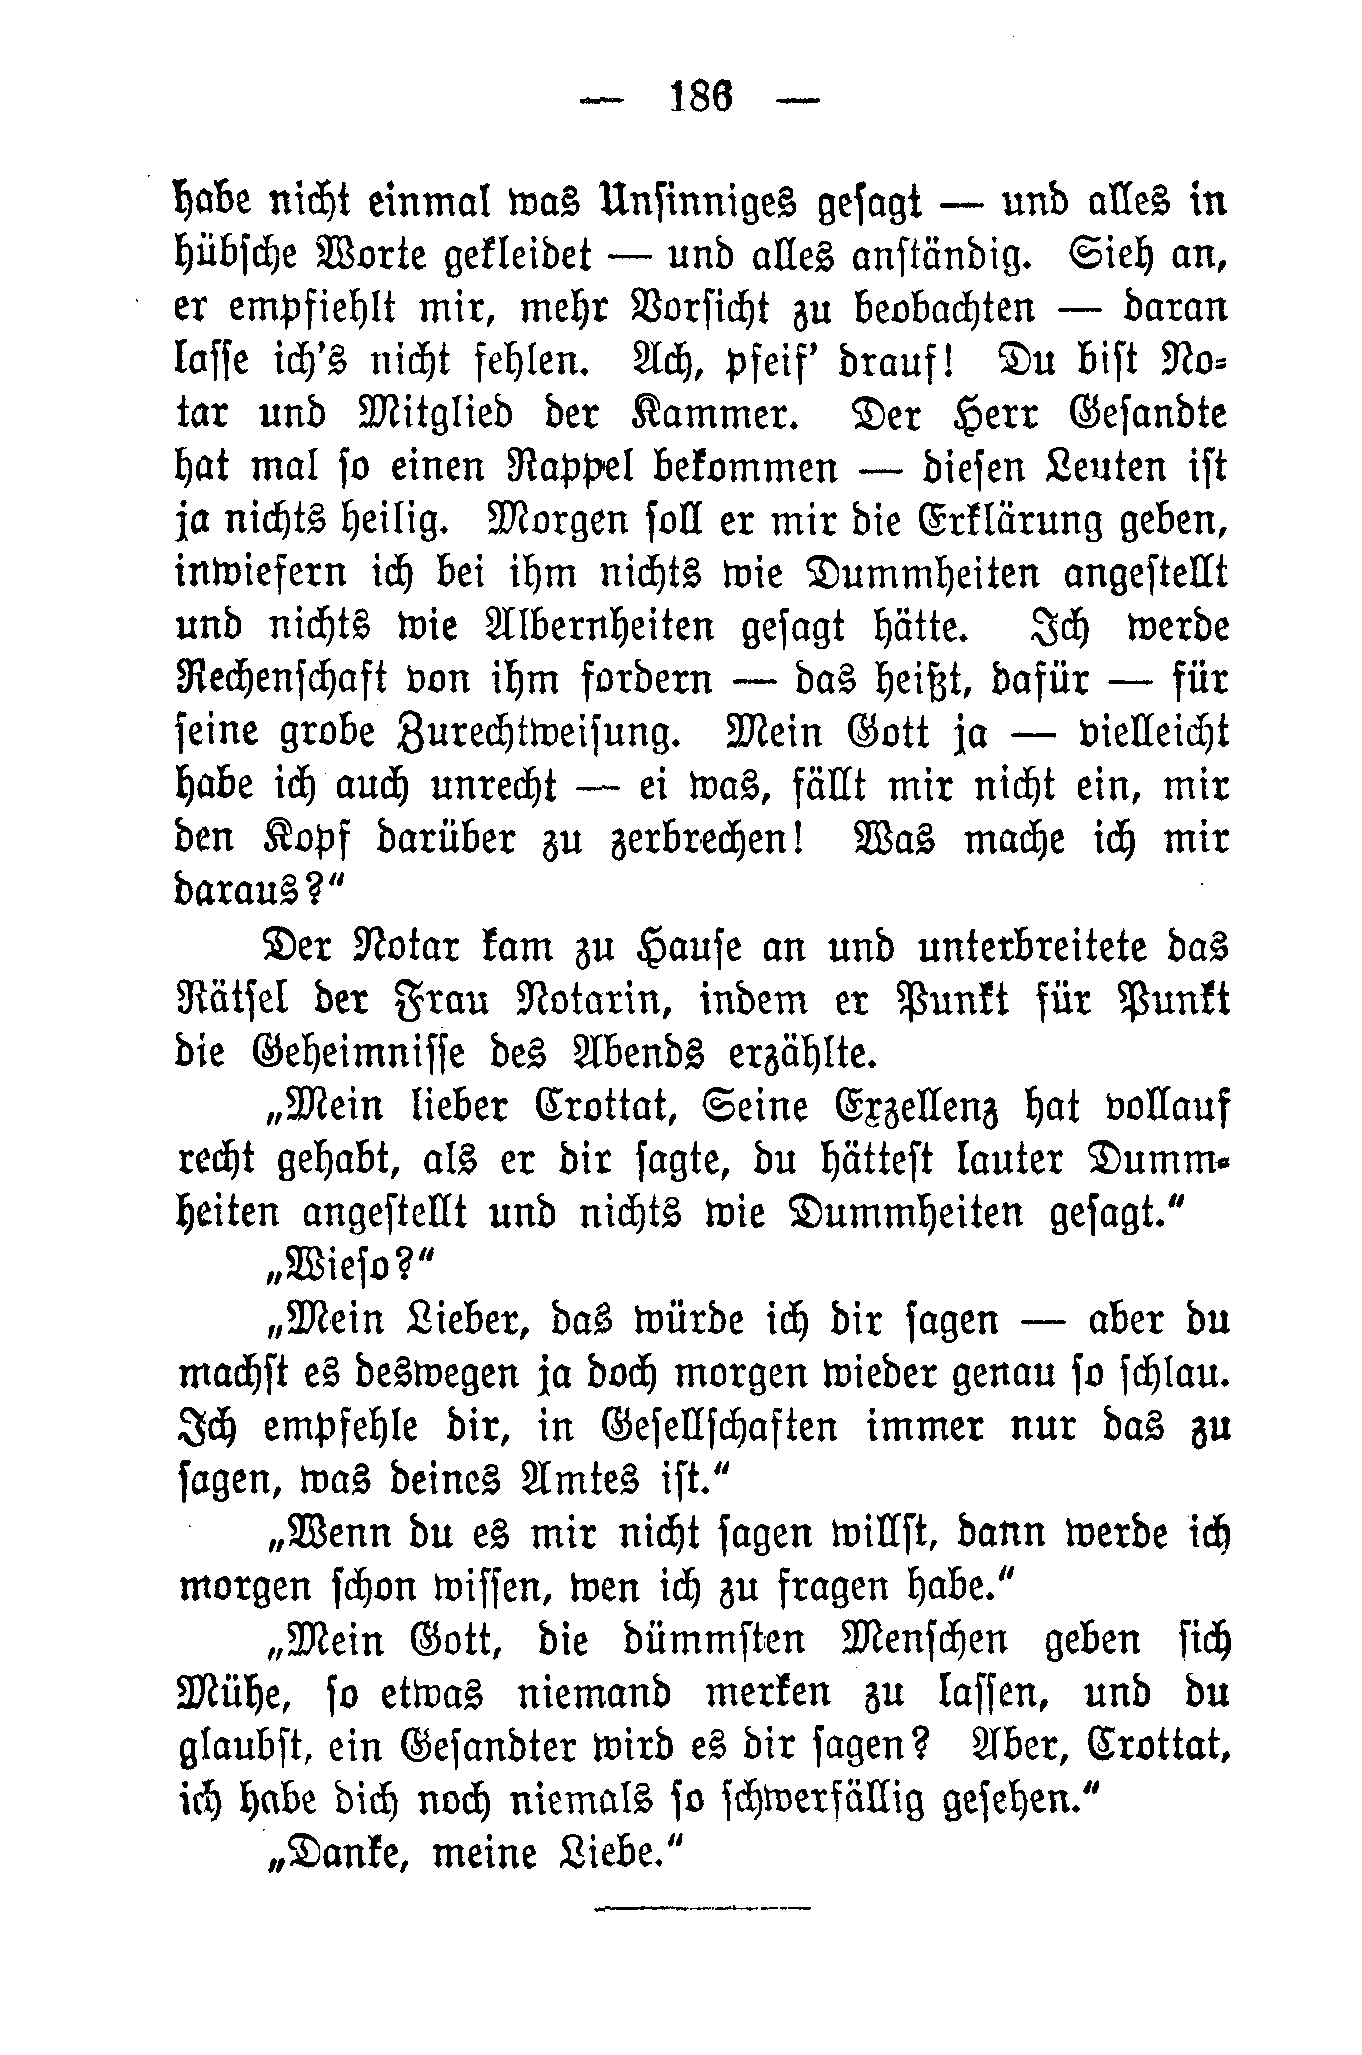 — 186 —
habe nicht einmal was Unsinniges gesagt — und alles in
hübsche Worte gekleidet — und alles anständig. Sieh an,
er empfiehlt mir, mehr Vorsicht zu beobachten — daran
lasse ich's nicht fehlen. Ach, pfeif' drauf! Du bist No-
tar und Mitglied der Kammer. Der Herr Gesandte
hat mal so einen Rappel bekommen — diesen Leuten ist
ja nichts heilig. Morgen soll er mir die Erklärung geben,
inwiefern ich bei ihm nichts wie Dummheiten angestellt
und nichts wie Albernheiten gesagt hätte. Ich werde
Rechenschaft von ihm fordern — das heißt, dafür — für
seine grobe Zurechtweisung. Mein Gott ja — vielleicht
habe ich auch unrecht — ei was, fällt mir nicht ein, mir
den Kopf darüber zu zerbrechen! Was mache ich mir
daraus?“
Der Notar kam zu Hause an und unterbreitete das
Rätsel der Frau Notarin, indem er Punkt für Punkt
die Geheimnisse des Abends erzählte.
„Mein lieber Crottat, Seine Exzellenz hat vollauf
recht gehabt, als er dir sagte, du hättest lauter Dumm-
heiten angestellt und nichts wie Dummheiten gesagt.“
„Wieso?“
„Mein Lieber, das würde ich dir sagen — aber du
machst es deswegen ja doch morgen wieder genau so schlau.
Ich empfehle dir, in Gesellschaften immer nur das zu
sagen, was deines Amtes ist.“
„Wenn du es mir nicht sagen willst, dann werde ich
morgen schon wissen, wen ich zu fragen habe.“
„Mein Gott, die dümmsten Menschen geben sich
Mühe, so etwas niemand merken zu lassen, und du
glaubst, ein Gesandter wird es dir sagen? Aber, Crottat,
ich habe dich noch niemals so schwerfällig gesehen.“
„Danke, meine Liebe.“